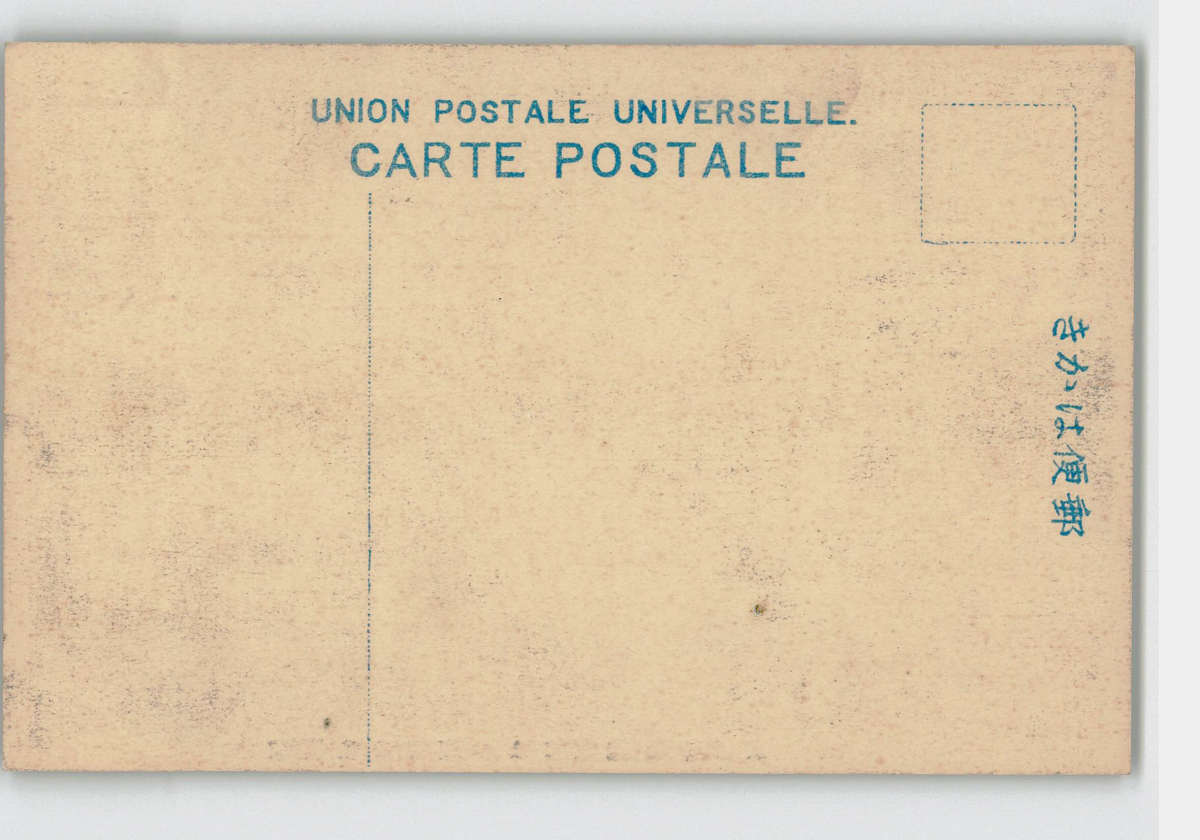 UNION POSTALE UNIVERSELLE.
CARTE POSTALE
郵便はがき